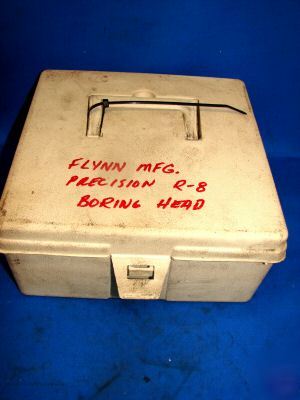 FLYNN MFG.
PRECISION R-8
BORING HEAD